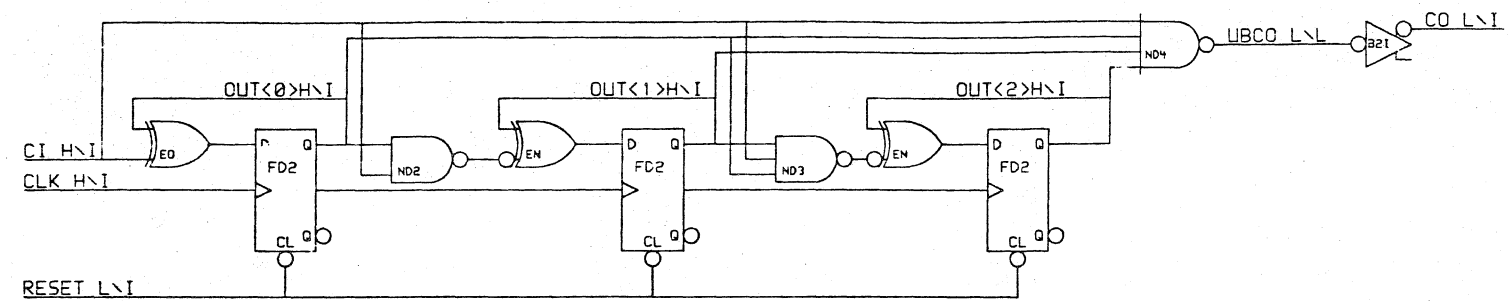 CO L\I
UBCO L\L
B2I
ND4
OUT<0>H\I
OUT<1>H\I
OUT<2>H\I
CI H\I
EO
D Q
FD2
ND2
EN
D Q
FD2
ND3
EN
D Q
FD2
CLK H\I
Q
CL
Q
CL
Q
CL
RESET L\I